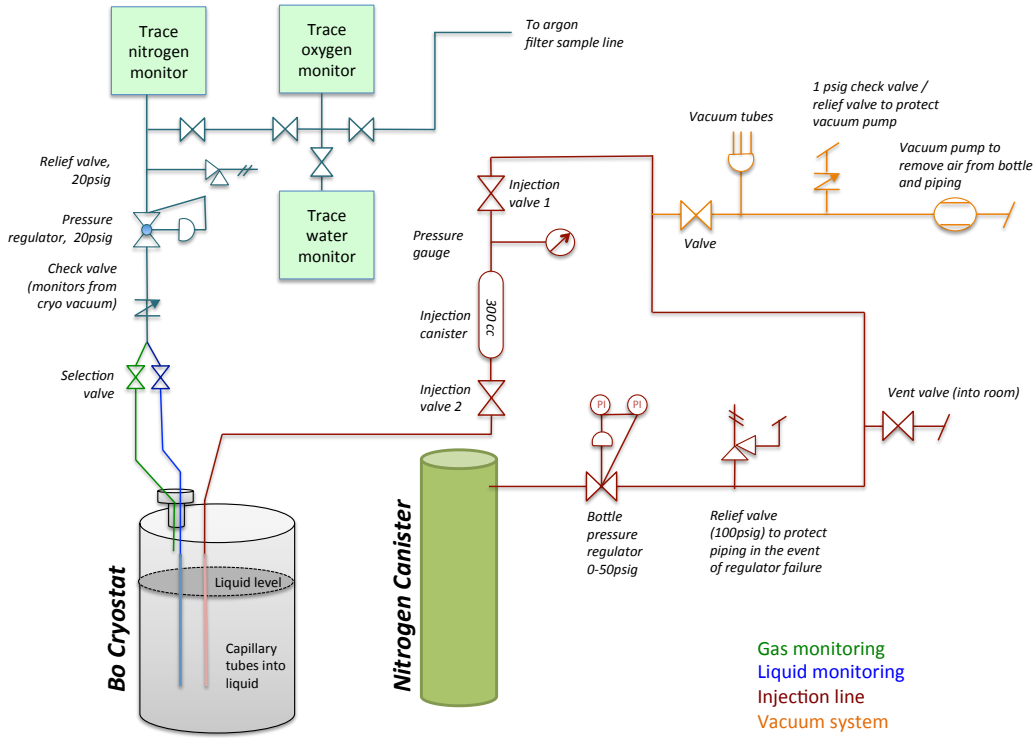 Trace
nitrogen
monitor
Trace
oxygen
monitor
To argon
filter sample line
1 psig check valve /
relief valve to protect
vacuum pump
Vacuum tubes
Vacuum pump to
remove air from bottle
and piping
Relief valve,
20psig
Injection
valve 1
Pressure
regulator, 20psig
Trace
water
monitor
Pressure
gauge
Valve
Check valve
(monitors from
cryo vacuum)
Injection
canister
300 cc
Selection
valve
Injection
valve 2
PI
PI
Vent valve (into room)
Bottle
pressure
regulator
0-50psig
Relief valve
(100psig) to protect
piping in the event
of regulator failure
Liquid level
Bo Cryostat
Capillary
tubes into
liquid
Nitrogen Canister
Gas monitoring
Liquid monitoring
Injection line
Vacuum system